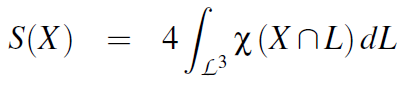 S(X) = 4 ∫_{ℒ³} χ(X ∩ L) dL